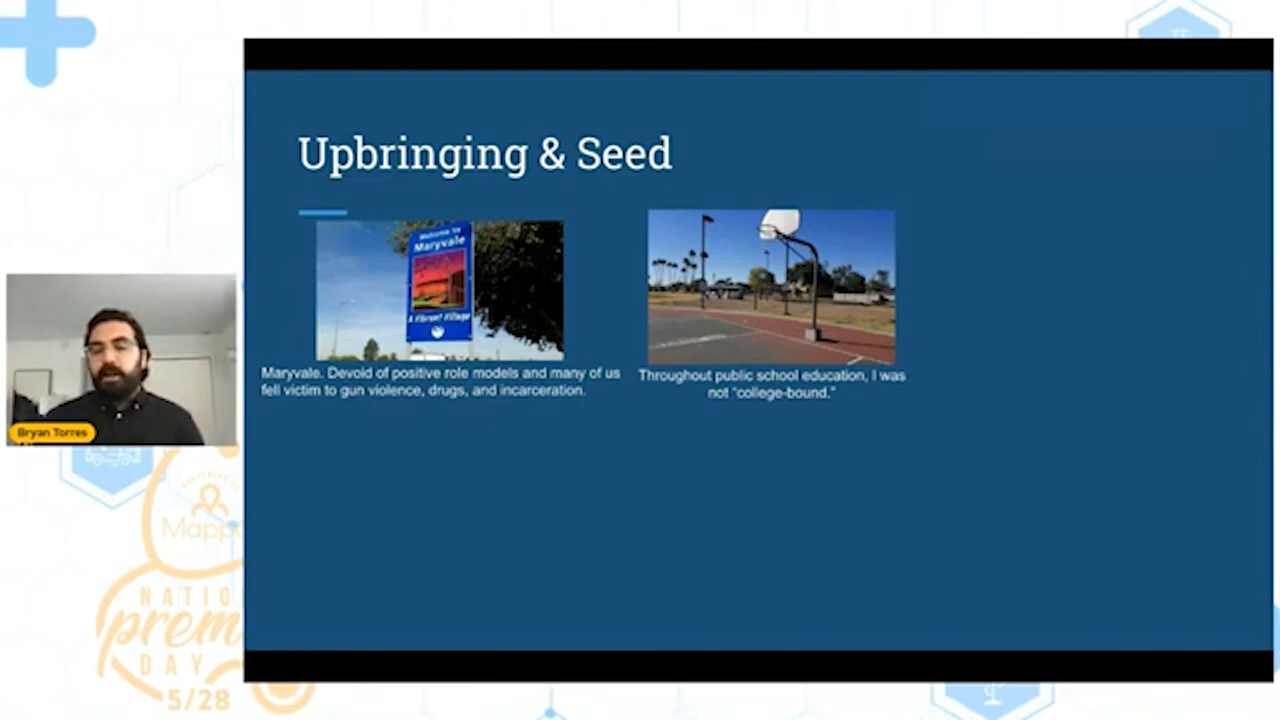 Upbringing & Seed
Welcome to
Maryvale
A Vibrant Village
Maryvale. Devoid of positive role models and many of us
fell victim to gun violence, drugs, and incarceration.
Throughout public school education, I was
not "college-bound."
Bryan Torres
Mapp
NATIO
prem
DAY
5/28